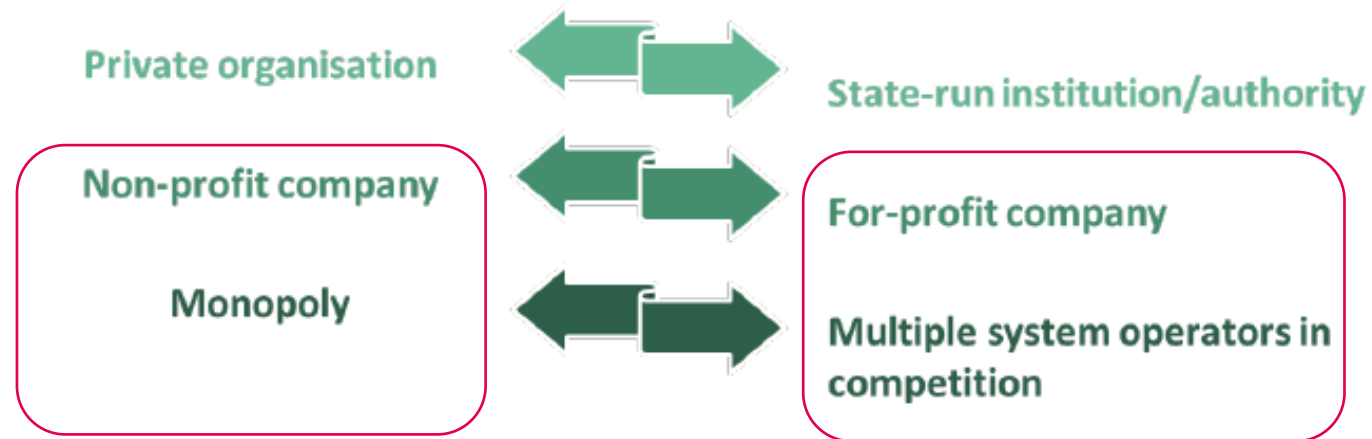 Private organisation
State-run institution/authority
Non-profit company
For-profit company
Monopoly
Multiple system operators in
competition